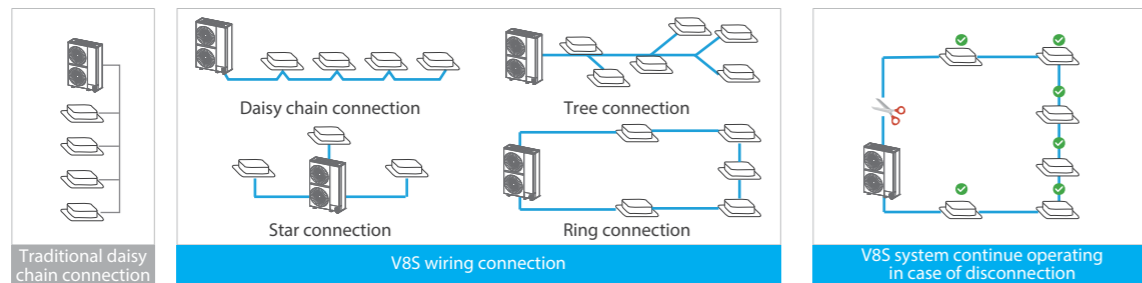 Traditional daisy
chain connection
Daisy chain connection
Tree connection
Star connection
Ring connection
V8S wiring connection
V8S system continue operating
in case of disconnection